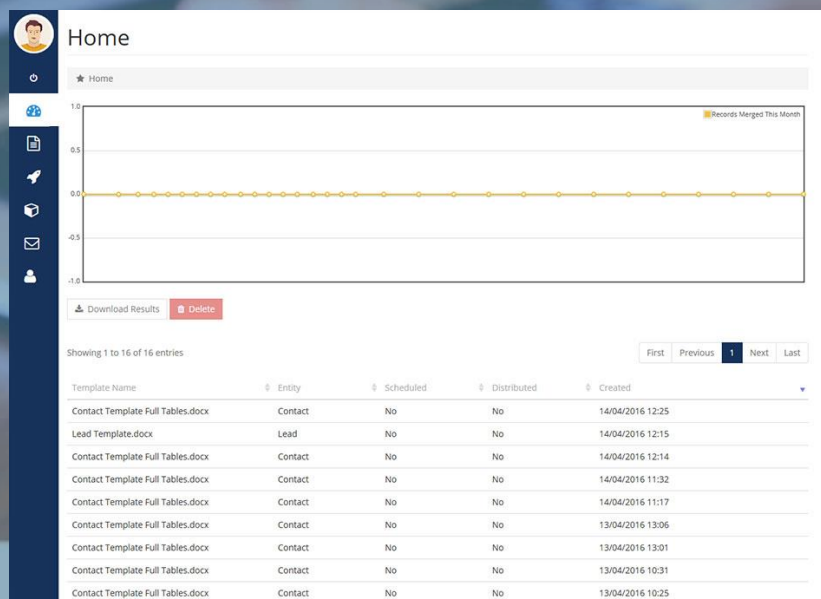 Home
Home
1.0
Records Merged This Month
0.5
0.0
-0.5
-1.0
Download Results Delete
Showing 1 to 16 of 16 entries First Previous 1 Next Last
Template Name Entity Scheduled Distributed Created
Contact Template Full Tables.docx Contact No No 14/04/2016 12:25
Lead Template.docx Lead No No 14/04/2016 12:15
Contact Template Full Tables.docx Contact No No 14/04/2016 12:14
Contact Template Full Tables.docx Contact No No 14/04/2016 11:32
Contact Template Full Tables.docx Contact No No 14/04/2016 11:17
Contact Template Full Tables.docx Contact No No 13/04/2016 13:06
Contact Template Full Tables.docx Contact No No 13/04/2016 13:01
Contact Template Full Tables.docx Contact No No 13/04/2016 10:31
Contact Template Full Tables.docx Contact No No 13/04/2016 10:25